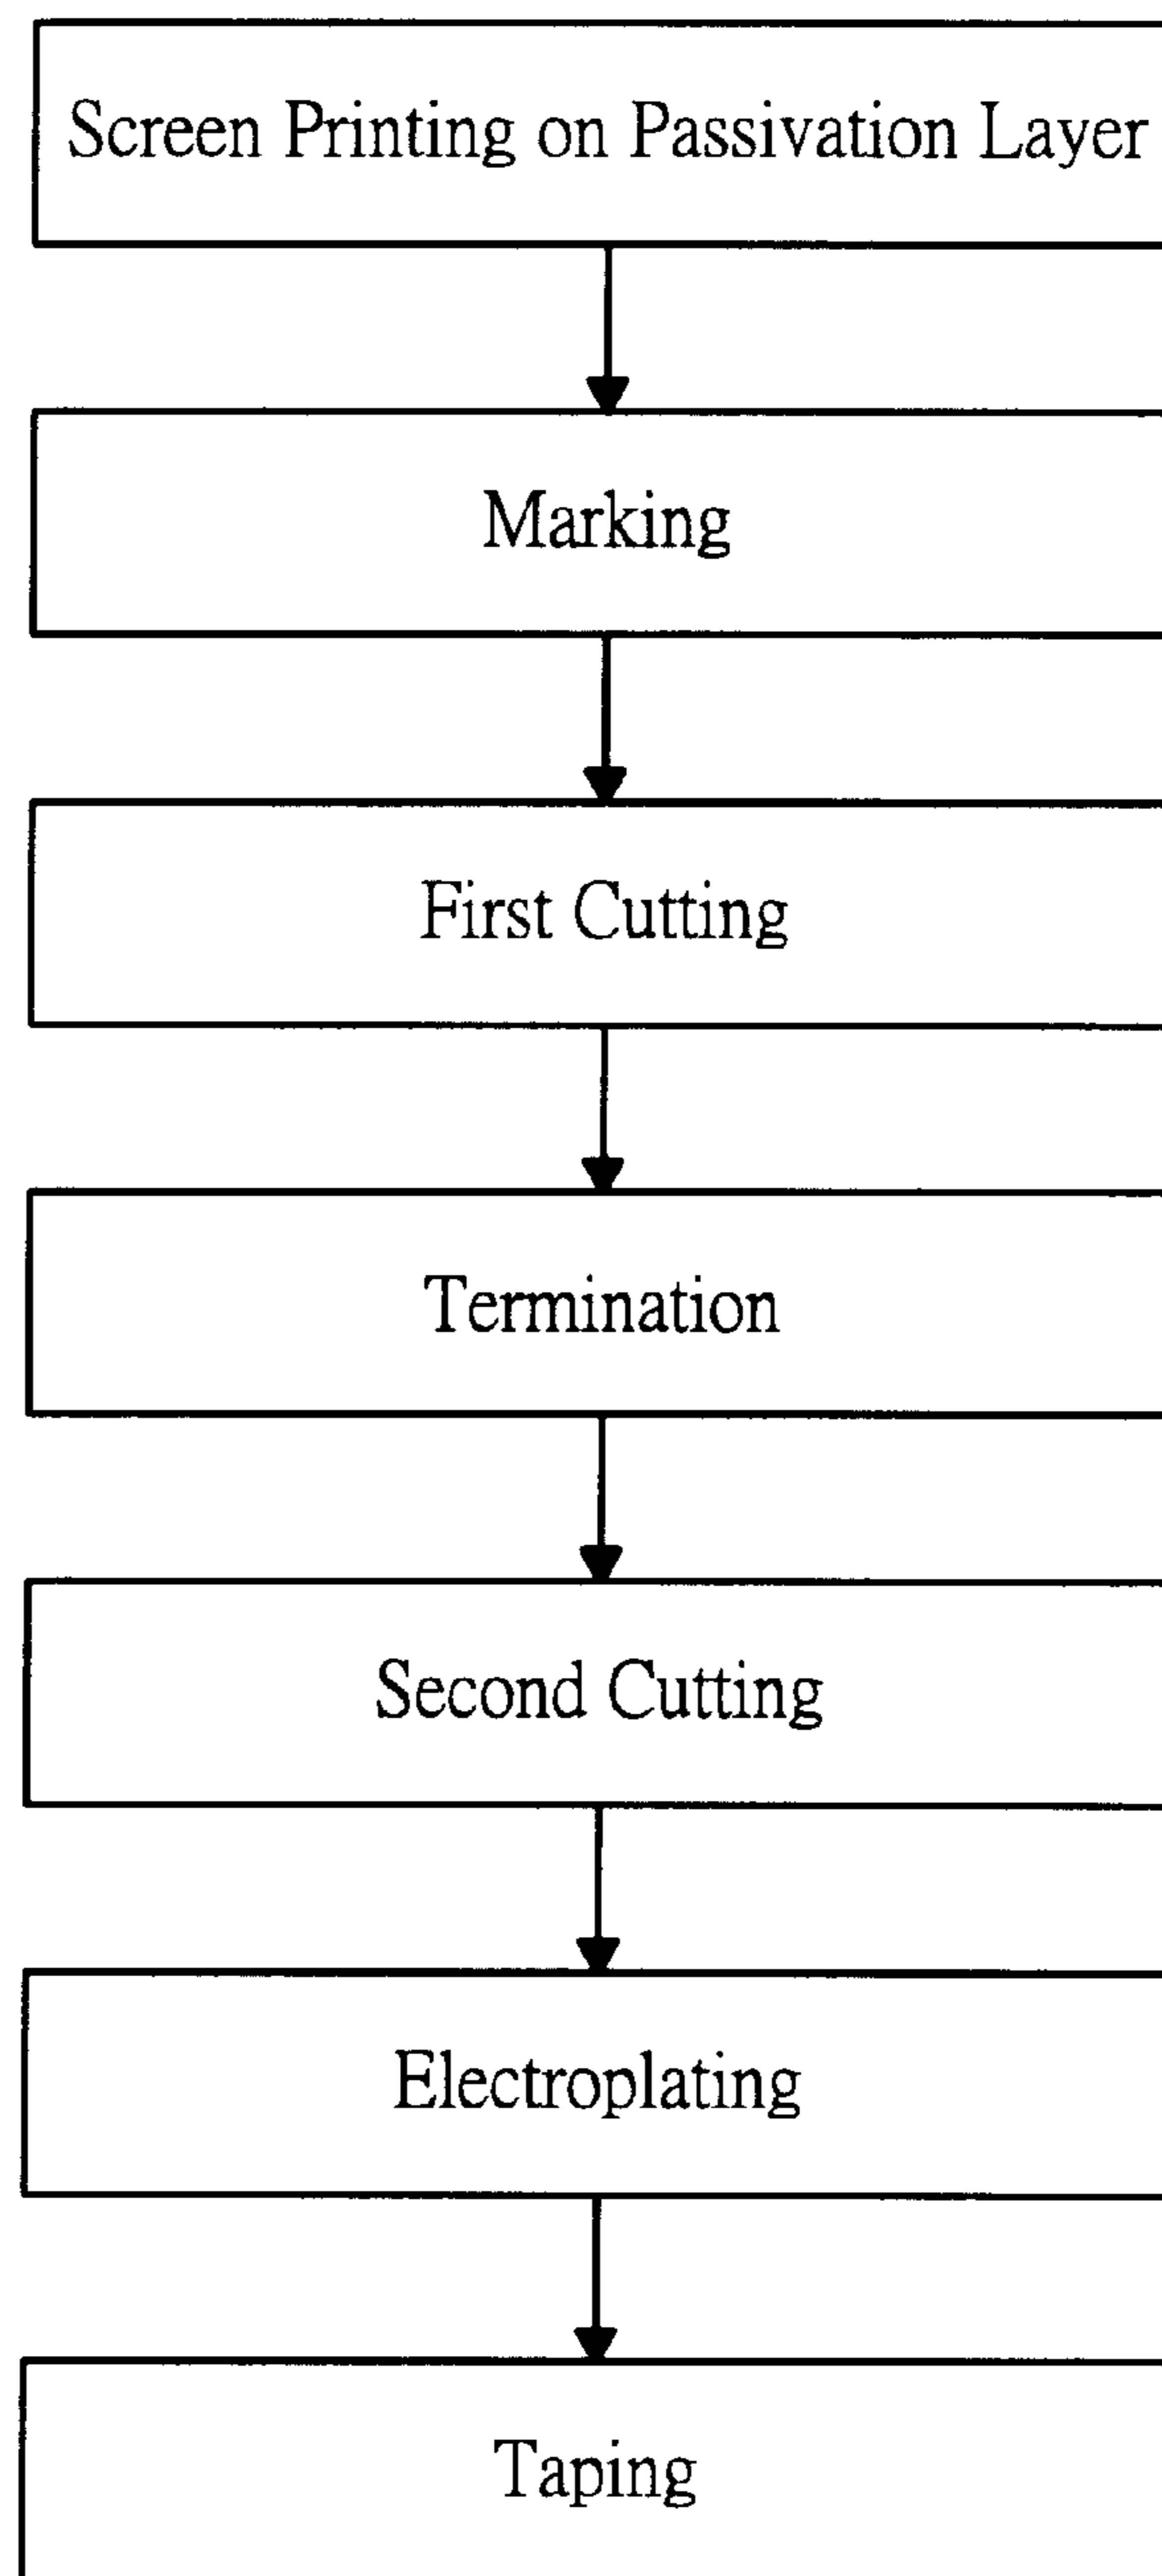 Screen Printing on Passivation Layer
Marking
First Cutting
Termination
Second Cutting
Electroplating
Taping